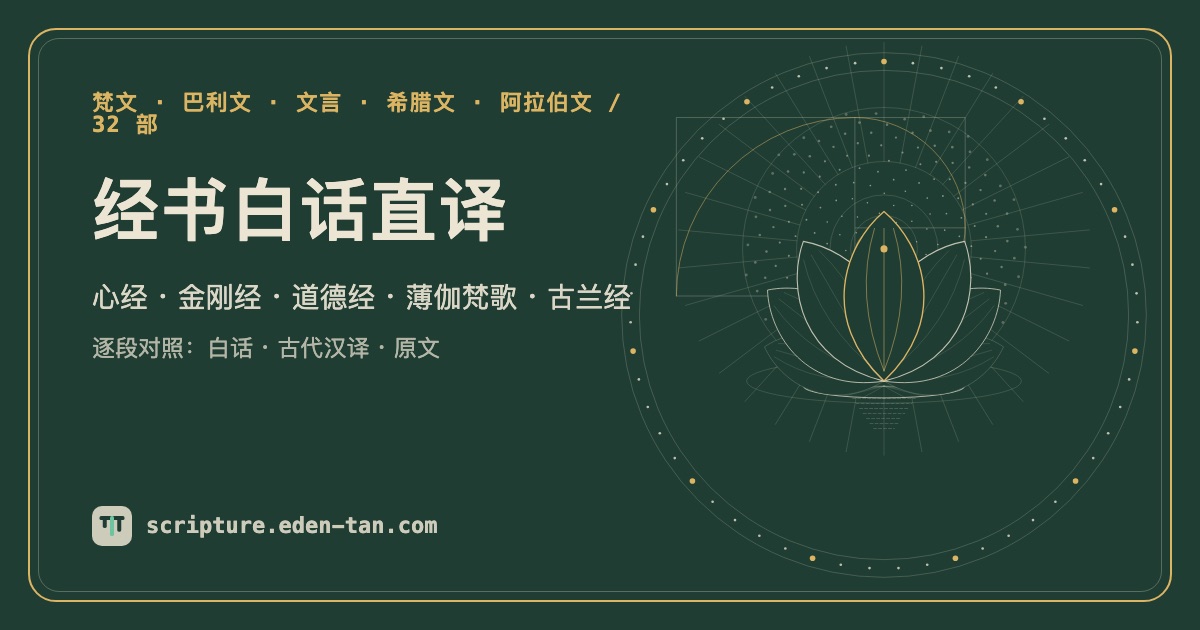 梵文 · 巴利文 · 文言 · 希腊文 · 阿拉伯文 /
32 部
经书白话直译
心经 · 金刚经 · 道德经 · 薄伽梵歌 · 古兰经
逐段对照：白话 · 古代汉译 · 原文
scripture.eden-tan.com